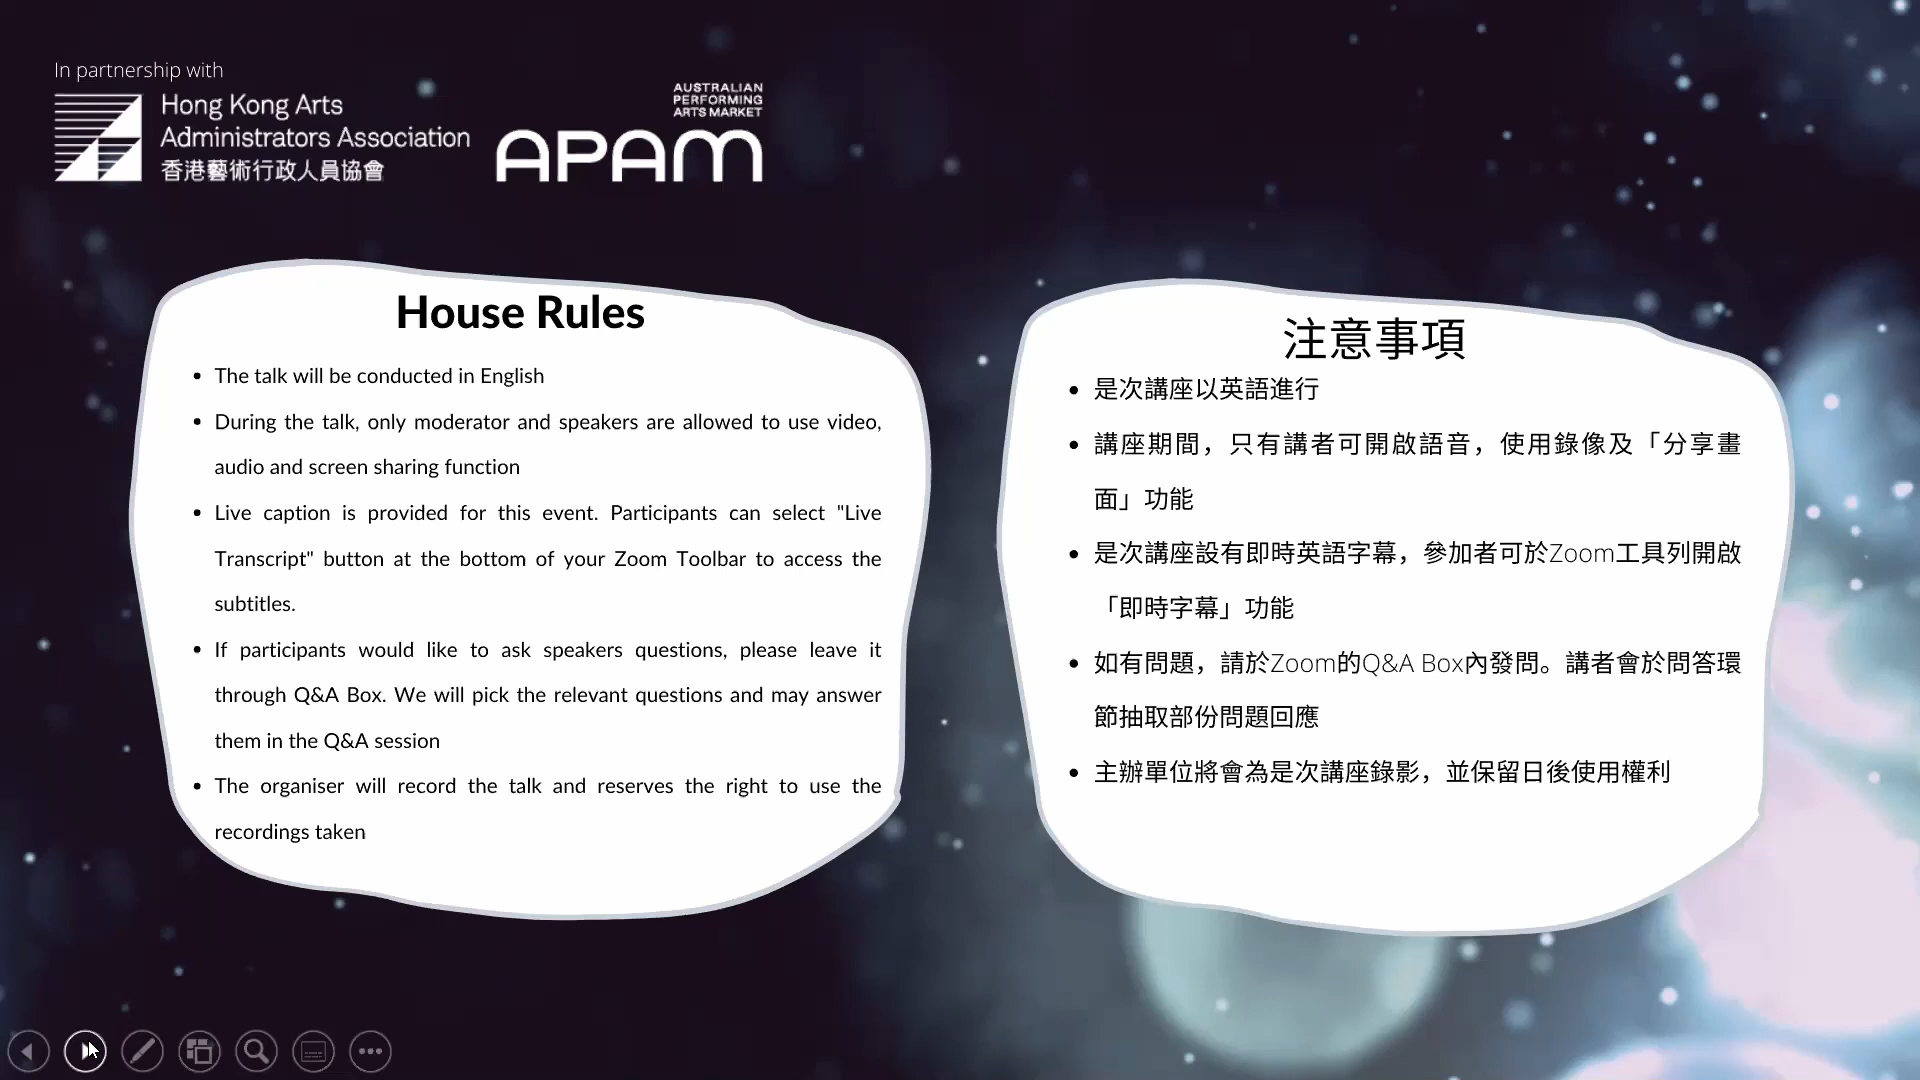 In partnership with
Hong Kong Arts
Administrators Association
香港藝術行政人員協會
AUSTRALIAN
PERFORMING
ARTS MARKET
APAM
House Rules
• The talk will be conducted in English
• During the talk, only moderator and speakers are allowed to use video,
audio and screen sharing function
• Live caption is provided for this event. Participants can select "Live
Transcript" button at the bottom of your Zoom Toolbar to access the
subtitles.
• If participants would like to ask speakers questions, please leave it
through Q&A Box. We will pick the relevant questions and may answer
them in the Q&A session
• The organiser will record the talk and reserves the right to use the
recordings taken
注意事項
• 是次講座以英語進行
• 講座期間，只有講者可開啟語音，使用錄像及「分享畫
面」功能
• 是次講座設有即時英語字幕，參加者可於Zoom工具列開啟
「即時字幕」功能
• 如有問題，請於Zoom的Q&A Box內發問。講者會於問答環
節抽取部份問題回應
• 主辦單位將會為是次講座錄影，並保留日後使用權利